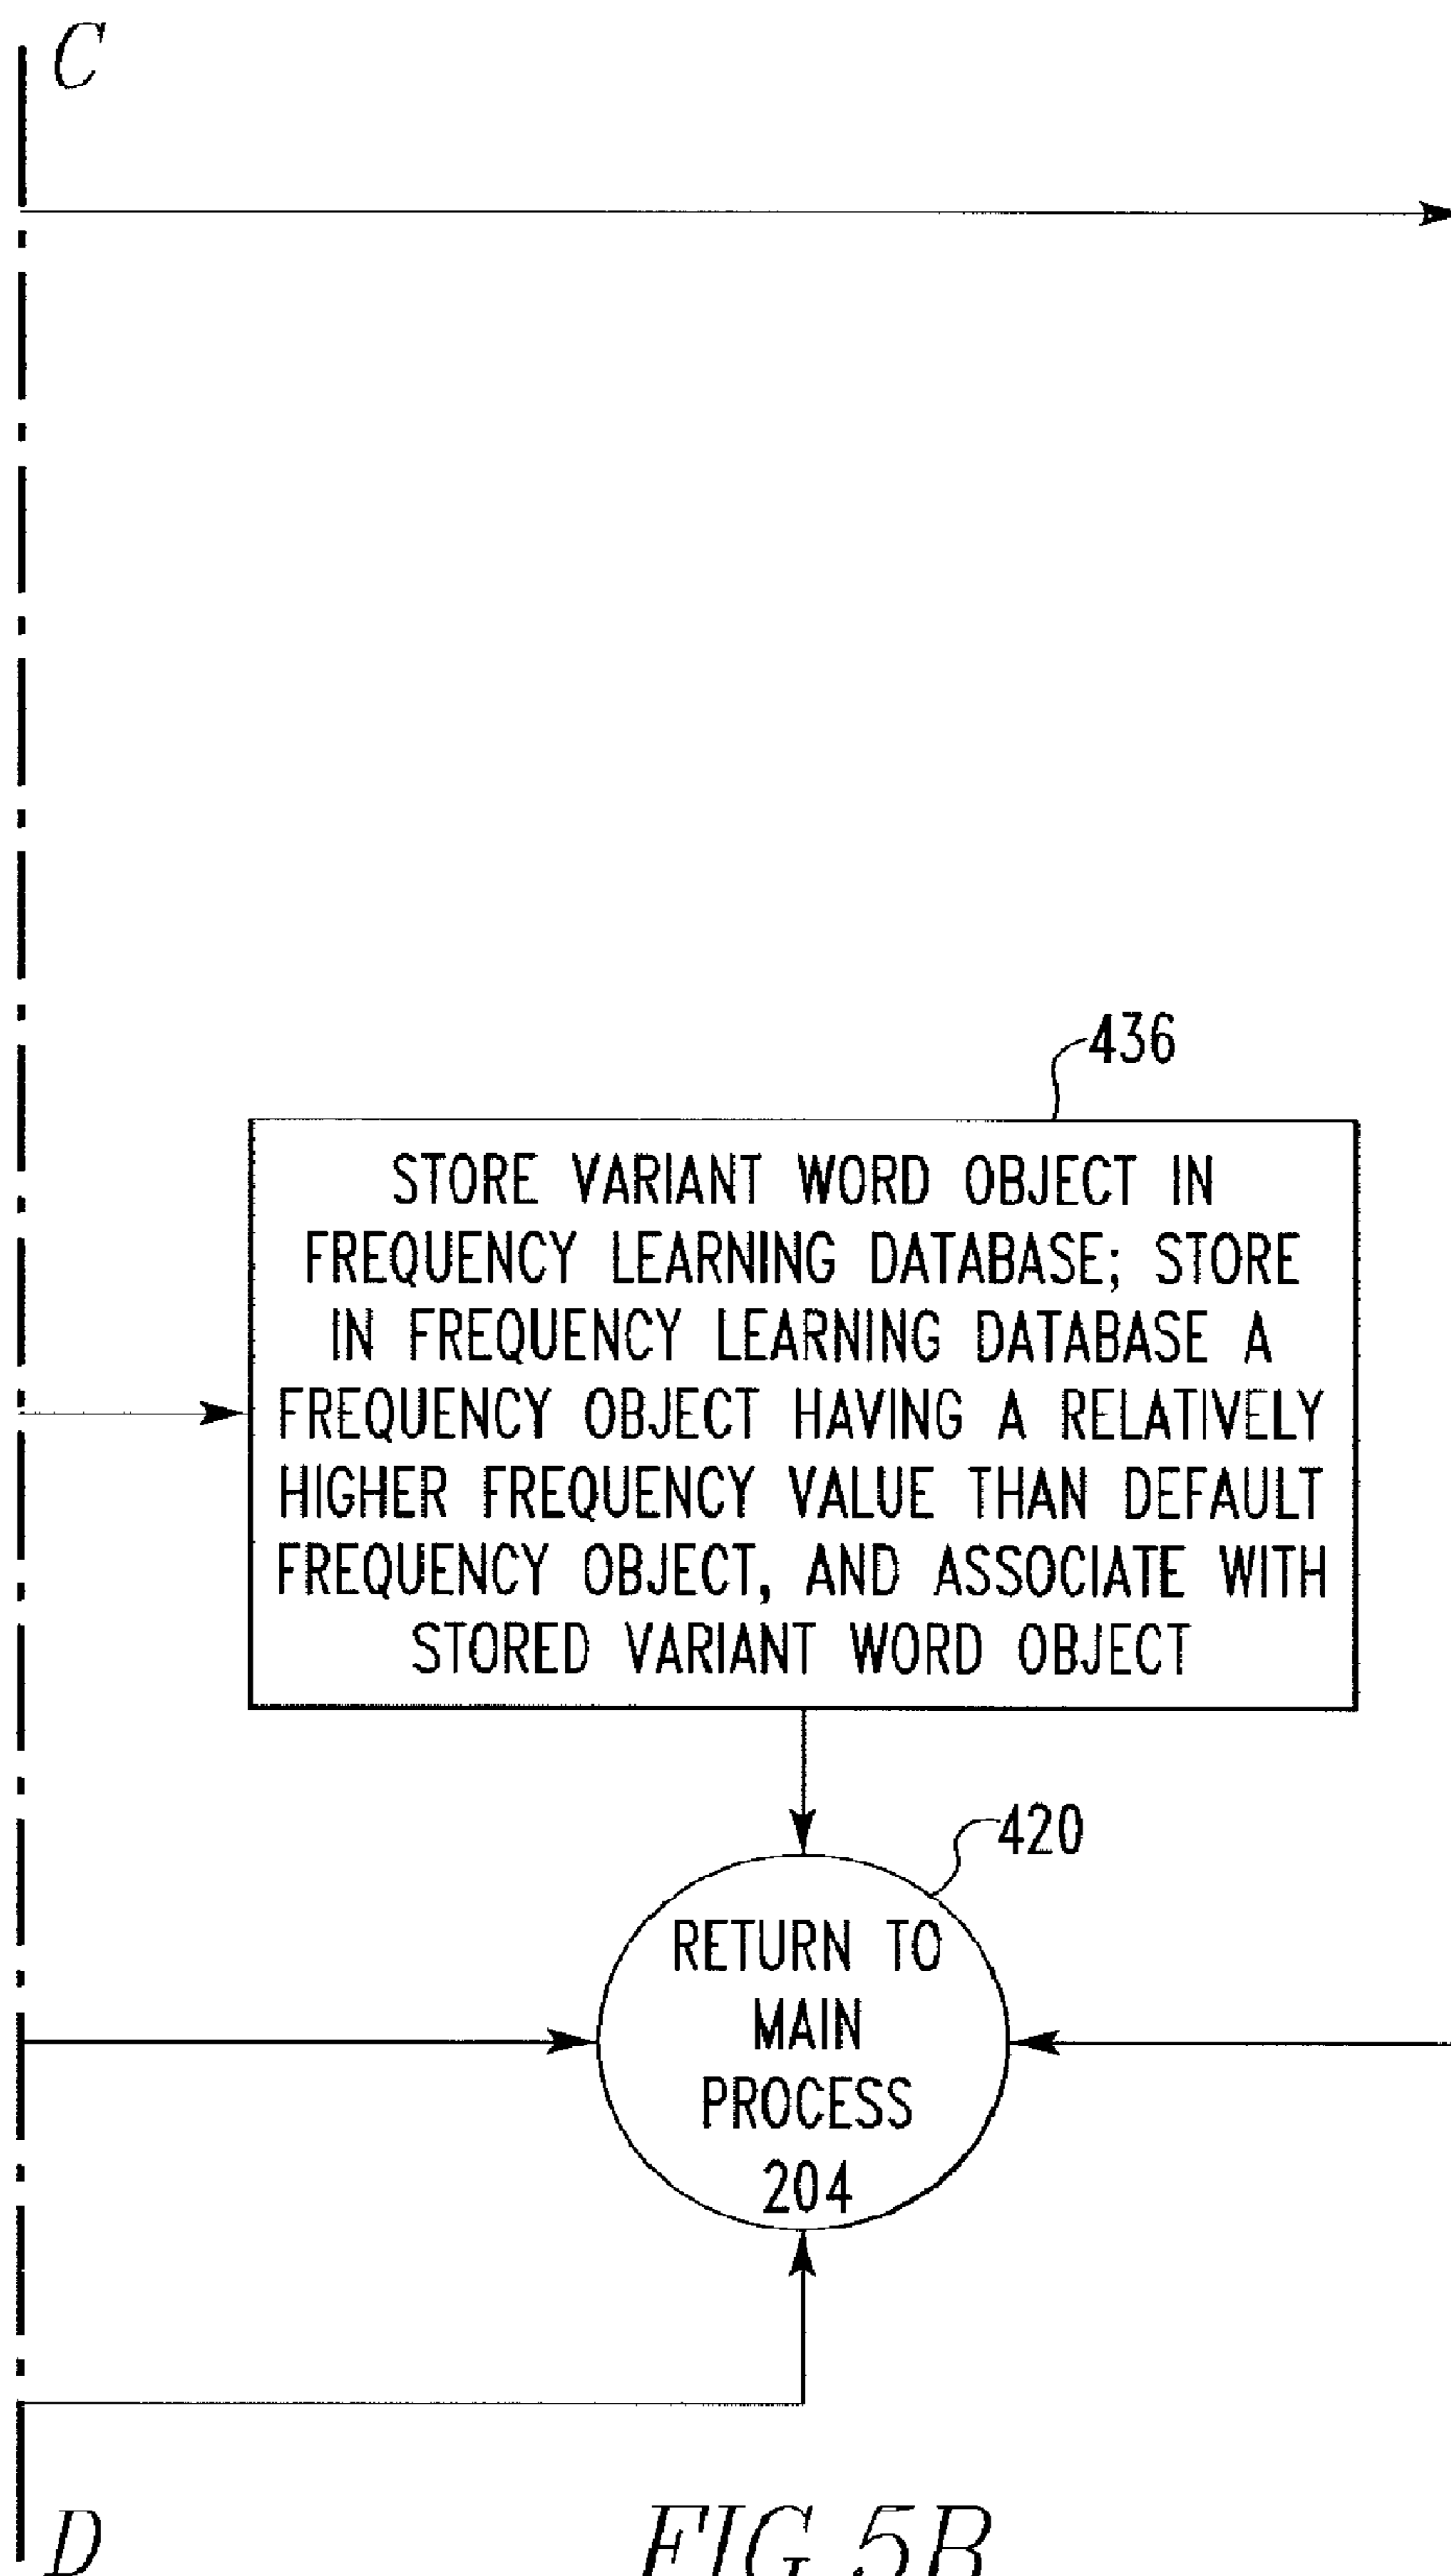 C
436
STORE VARIANT WORD OBJECT IN
FREQUENCY LEARNING DATABASE; STORE
IN FREQUENCY LEARNING DATABASE A
FREQUENCY OBJECT HAVING A RELATIVELY
HIGHER FREQUENCY VALUE THAN DEFAULT
FREQUENCY OBJECT, AND ASSOCIATE WITH
STORED VARIANT WORD OBJECT
420
RETURN TO
MAIN
PROCESS
204
D
FIG.5B